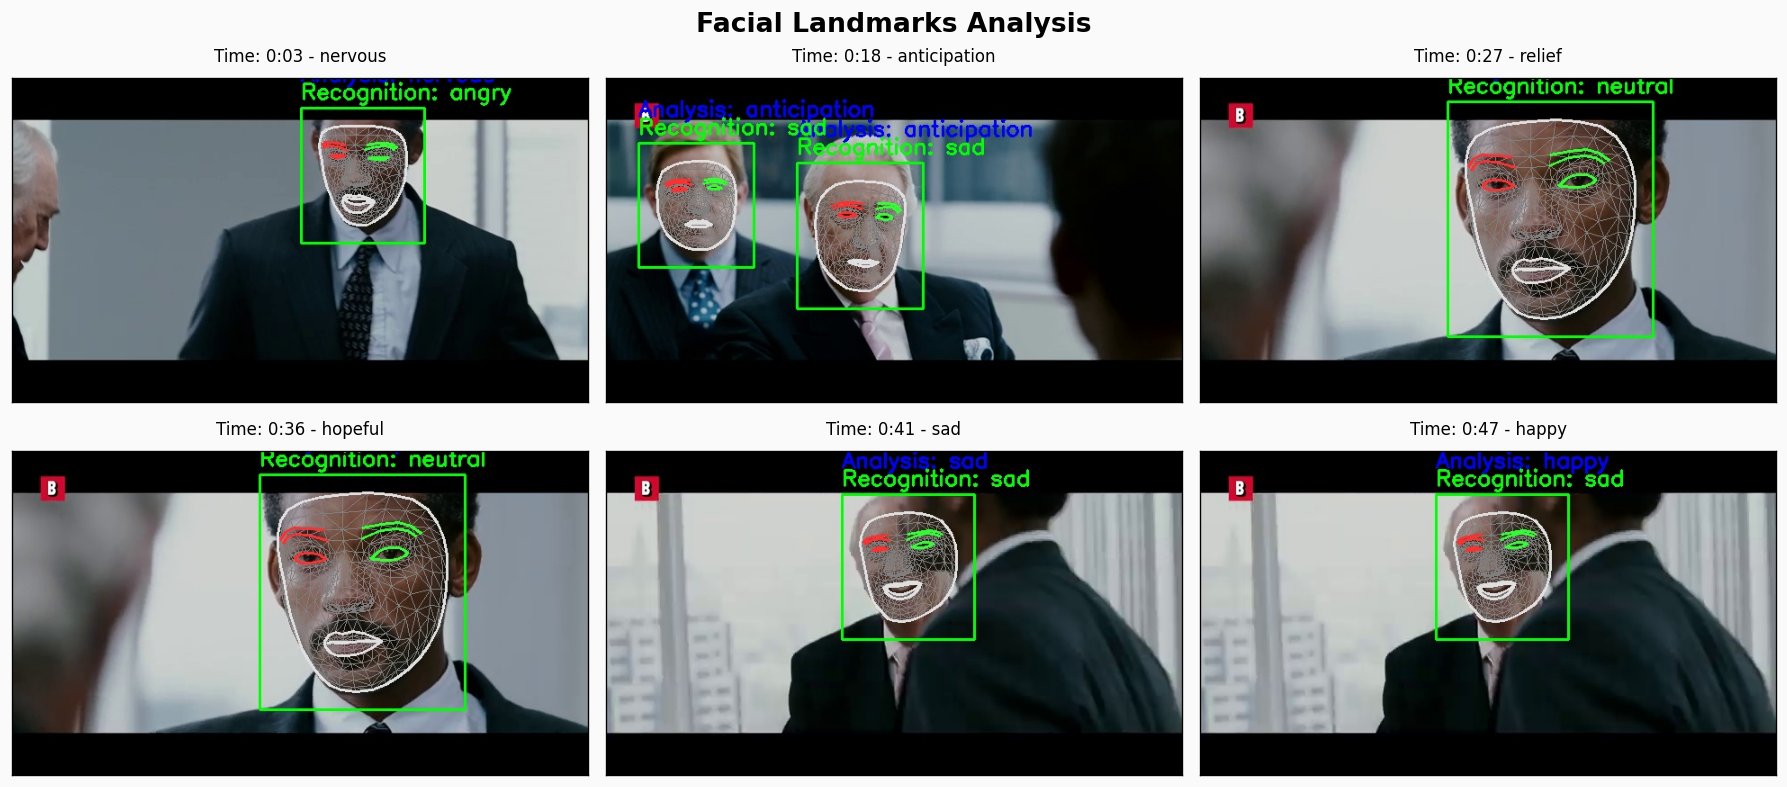 Facial Landmarks Analysis
Time: 0:03 - nervous
Time: 0:18 - anticipation
Time: 0:27 - relief
Analysis: nervous
Recognition: angry
B
Analysis: anticipation
Recognition: sad
Analysis: anticipation
Recognition: sad
B
Recognition: neutral
Time: 0:36 - hopeful
Time: 0:41 - sad
Time: 0:47 - happy
B
Recognition: neutral
B
Analysis: sad
Recognition: sad
B
Analysis: happy
Recognition: sad